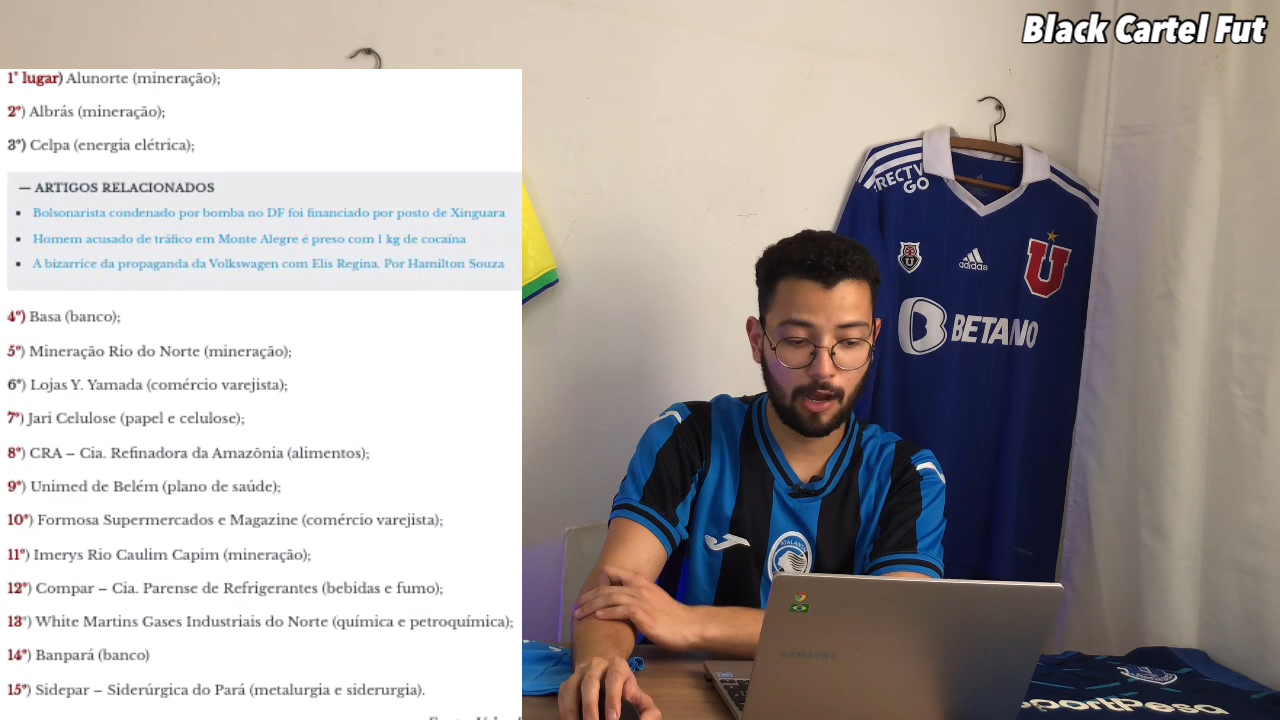 Black Cartel Fut
1º lugar) Alunorte (mineração);
2º) Albrás (mineração);
3º) Celpa (energia elétrica);
— ARTIGOS RELACIONADOS
Bolsonarista condenado por bomba no DF foi financiado por posto de Xinguara
Homem acusado de tráfico em Monte Alegre é preso com 1 kg de cocaína
A bizarrice da propaganda da Volkswagen com Elis Regina. Por Hamilton Souza
4º) Basa (banco);
5º) Mineração Rio do Norte (mineração);
6º) Lojas Y. Yamada (comércio varejista);
7º) Jari Celulose (papel e celulose);
8º) CRA – Cia. Refinadora da Amazônia (alimentos);
9º) Unimed de Belém (plano de saúde);
10º) Formosa Supermercados e Magazine (comércio varejista);
11º) Imerys Rio Caulim Capim (mineração);
12º) Compar – Cia. Parense de Refrigerantes (bebidas e fumo);
13º) White Martins Gases Industriais do Norte (química e petroquímica);
14º) Banpará (banco)
15º) Sidepar – Siderúrgica do Pará (metalurgia e siderurgia).
GO
adidas
U
BETANO
ATALANTA
SAMSUNG
SportPesa